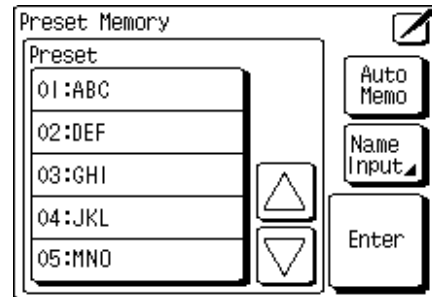 Preset Memory
Preset
01:ABC
02:DEF
03:GHI
04:JKL
05:MNO
Auto
Memo
Name
Input
Enter